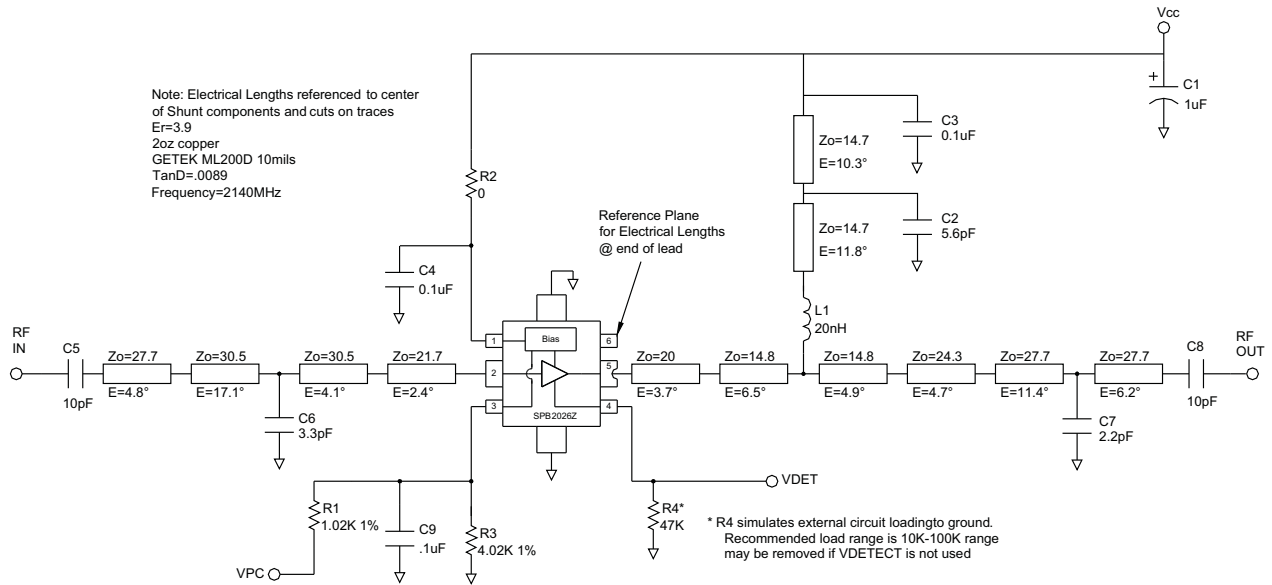 Vcc
Note: Electrical Lengths referenced to center
of Shunt components and cuts on traces
Er=3.9
2oz copper
GETEK ML200D 10mils
TanD=.0089
Frequency=2140MHz
+
C1
1uF
C3
0.1uF
Zo=14.7
E=10.3°
R2
0
Reference Plane
for Electrical Lengths
@ end of lead
C2
5.6pF
Zo=14.7
E=11.8°
C4
0.1uF
L1
20nH
1
Bias
6
RF
IN
C5
10pF
Zo=27.7
E=4.8°
Zo=30.5
E=17.1°
Zo=30.5
E=4.1°
Zo=21.7
E=2.4°
2
5
Zo=20
E=3.7°
Zo=14.8
E=6.5°
Zo=14.8
E=4.9°
Zo=24.3
E=4.7°
Zo=27.7
E=11.4°
Zo=27.7
E=6.2°
C8
10pF
RF
OUT
3
SPB2026Z
4
C6
3.3pF
C7
2.2pF
VDET
R1
1.02K 1%
C9
.1uF
R3
4.02K 1%
R4*
47K
* R4 simulates external circuit loadingto ground.
Recommended load range is 10K-100K range
may be removed if VDETECT is not used
VPC